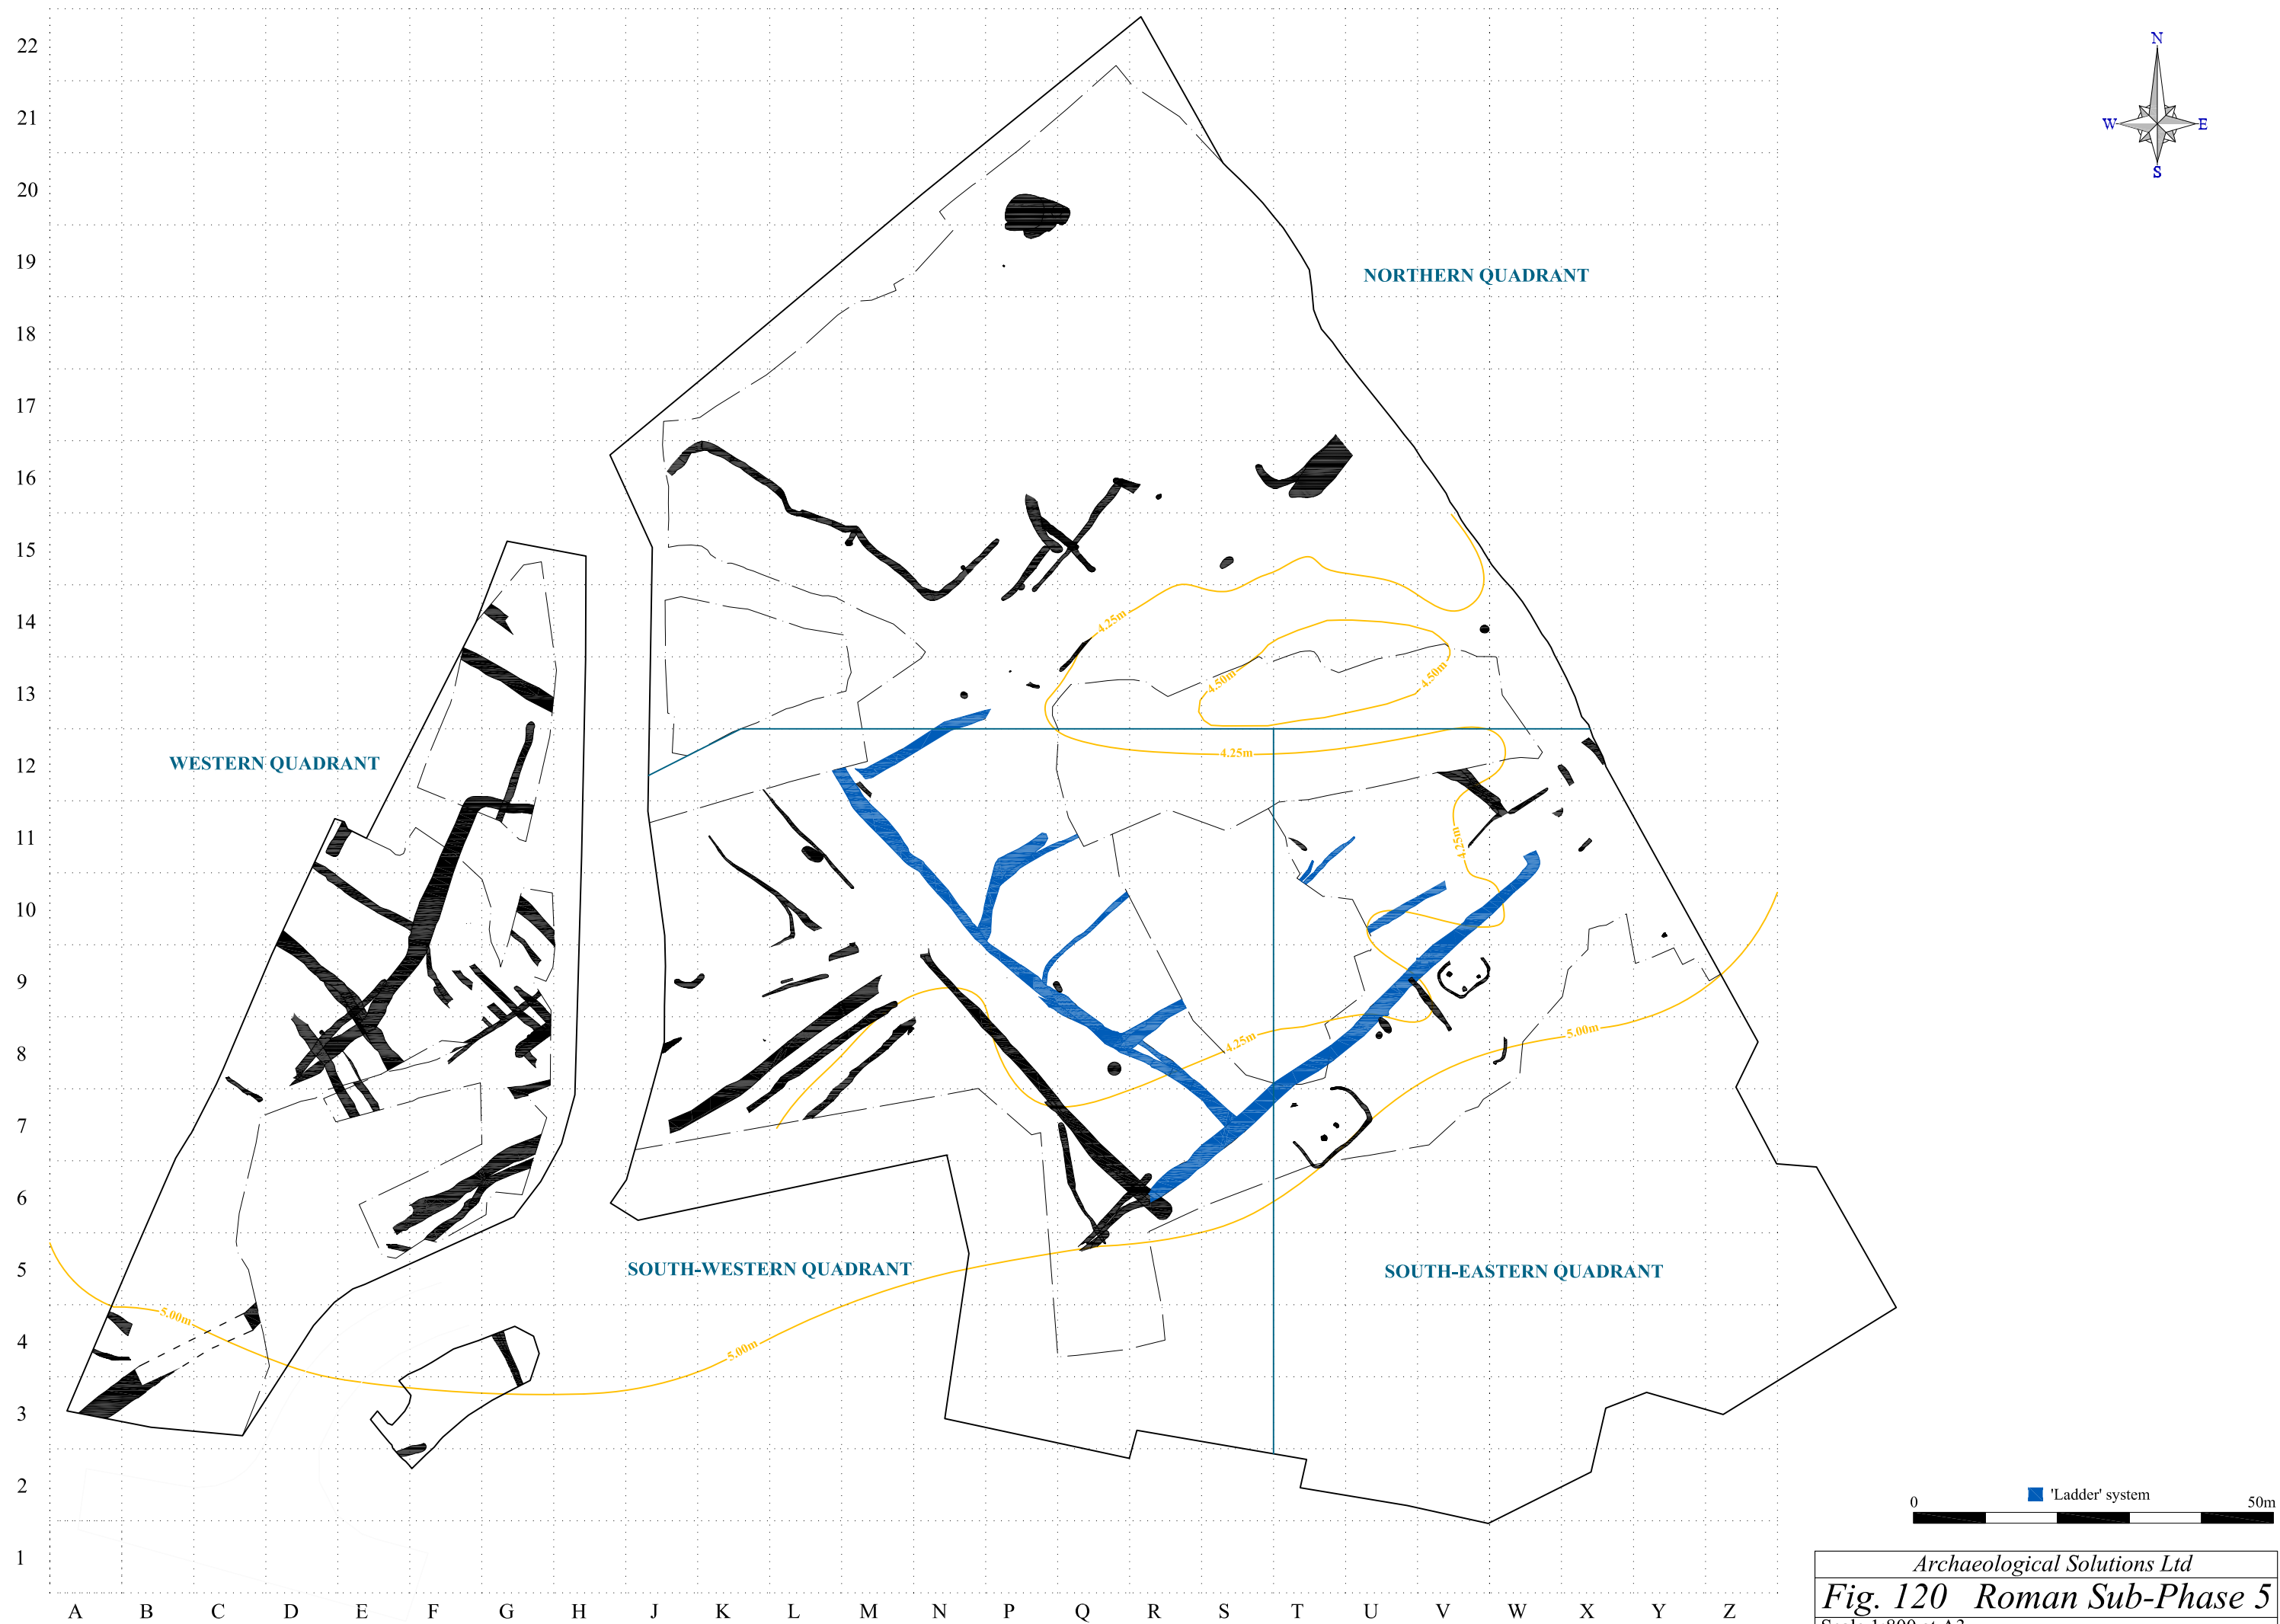 22
N
21
W
E
S
20
19
NORTHERN QUADRANT
18
17
16
15
14
4.25m
13
4.50m
4.50m
12
WESTERN QUADRANT
4.25m
11
4.25m
10
9
8
4.25m
5.00m
7
6
5
SOUTH-WESTERN QUADRANT
SOUTH-EASTERN QUADRANT
4
5.00m
5.00m
3
2
0
'Ladder' system
50m
1
Archaeological Solutions Ltd
Fig. 120 Roman Sub-Phase 5
A B C D E F G H J K L M N P Q R S T U V W X Y Z